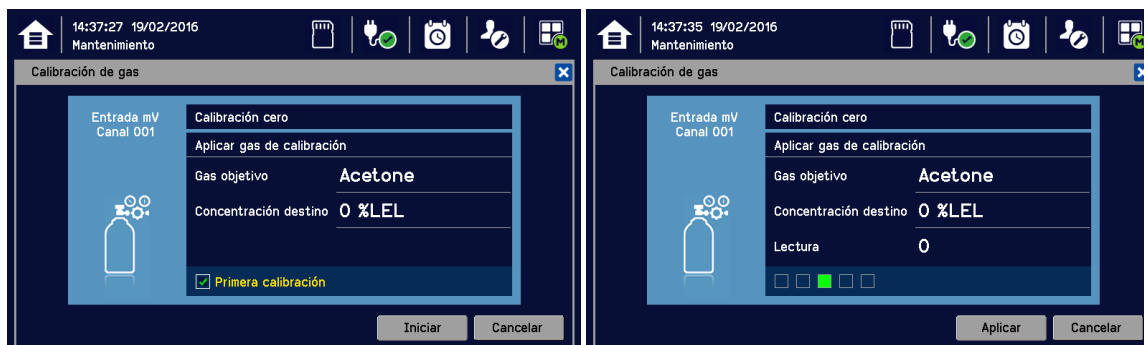 14:37:27 19/02/2016
Mantenimiento
M
Calibración de gas
Entrada mV
Canal 001
Calibración cero
Aplicar gas de calibración
Gas objetivo Acetone
Concentración destino 0 %LEL
Primera calibración
Iniciar Cancelar
14:37:35 19/02/2016
Mantenimiento
M
Calibración de gas
Entrada mV
Canal 001
Calibración cero
Aplicar gas de calibración
Gas objetivo Acetone
Concentración destino 0 %LEL
Lectura 0
Aplicar Cancelar